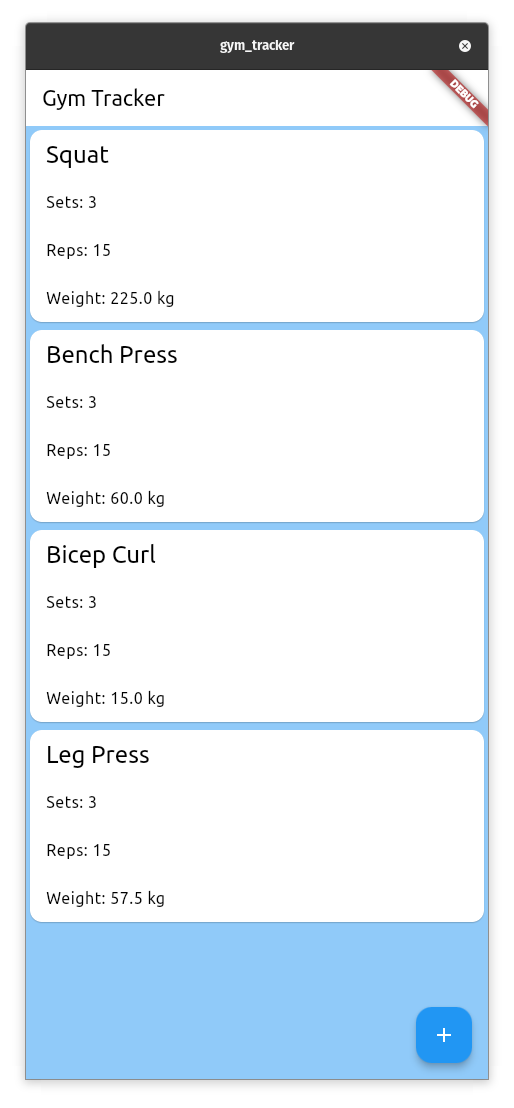 gym_tracker
Gym Tracker
DEBUG
Squat
Sets: 3
Reps: 15
Weight: 225.0 kg
Bench Press
Sets: 3
Reps: 15
Weight: 60.0 kg
Bicep Curl
Sets: 3
Reps: 15
Weight: 15.0 kg
Leg Press
Sets: 3
Reps: 15
Weight: 57.5 kg
+